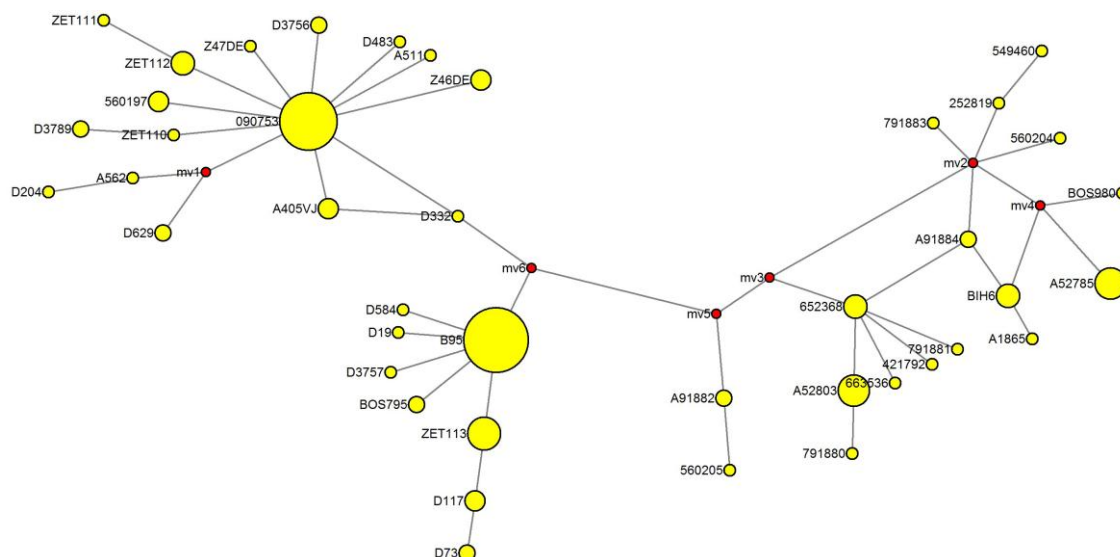 ZET111
D3756
Z47DE
D483
A511
549460
ZET112
Z46DE
560197
252819
090753
791883
D3789
ZET110
560204
mv2
mv1
A562
D204
BOS980
mv4
A405VJ
D332
D629
A91884
mv6
mv3
A52785
BIH6
652368
D584
mv5
D19
B95
A1865
791881
D3757
421792
663536
A52803
A91882
BOS795
ZET113
791880
560205
D117
D73